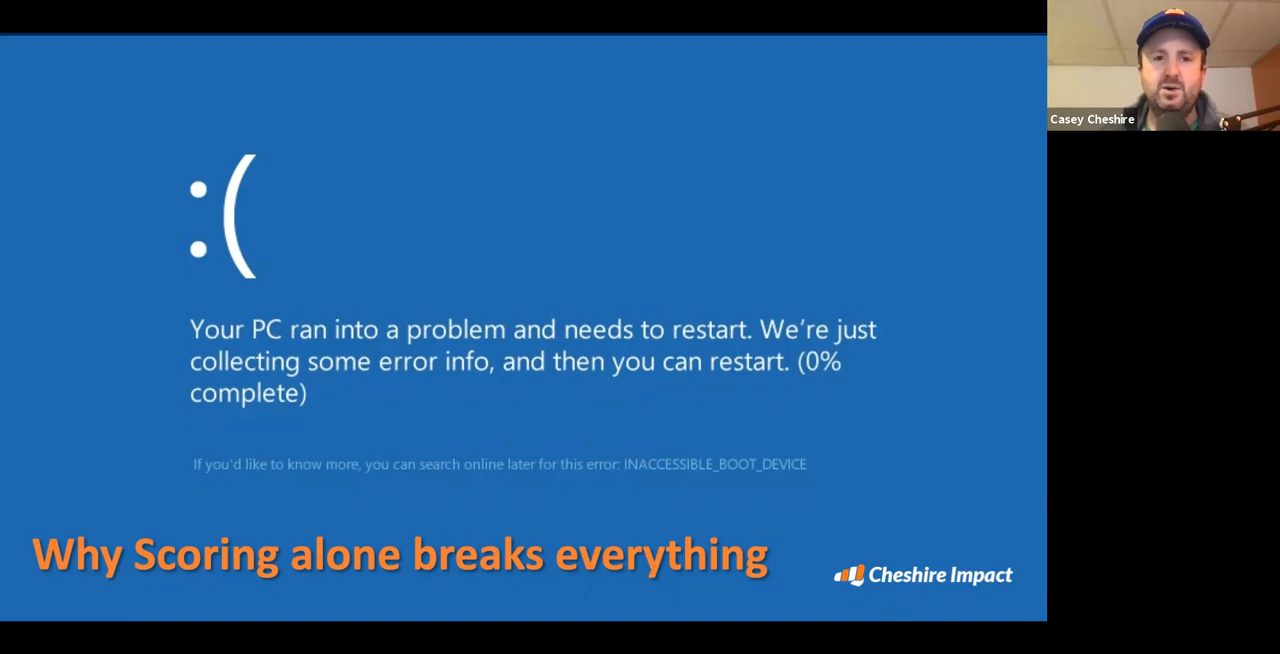 :(
Your PC ran into a problem and needs to restart. We're just
collecting some error info, and then you can restart. (0%
complete)
If you'd like to know more, you can search online later for this error: INACCESSIBLE_BOOT_DEVICE
Why Scoring alone breaks everything
Cheshire Impact
Casey Cheshire